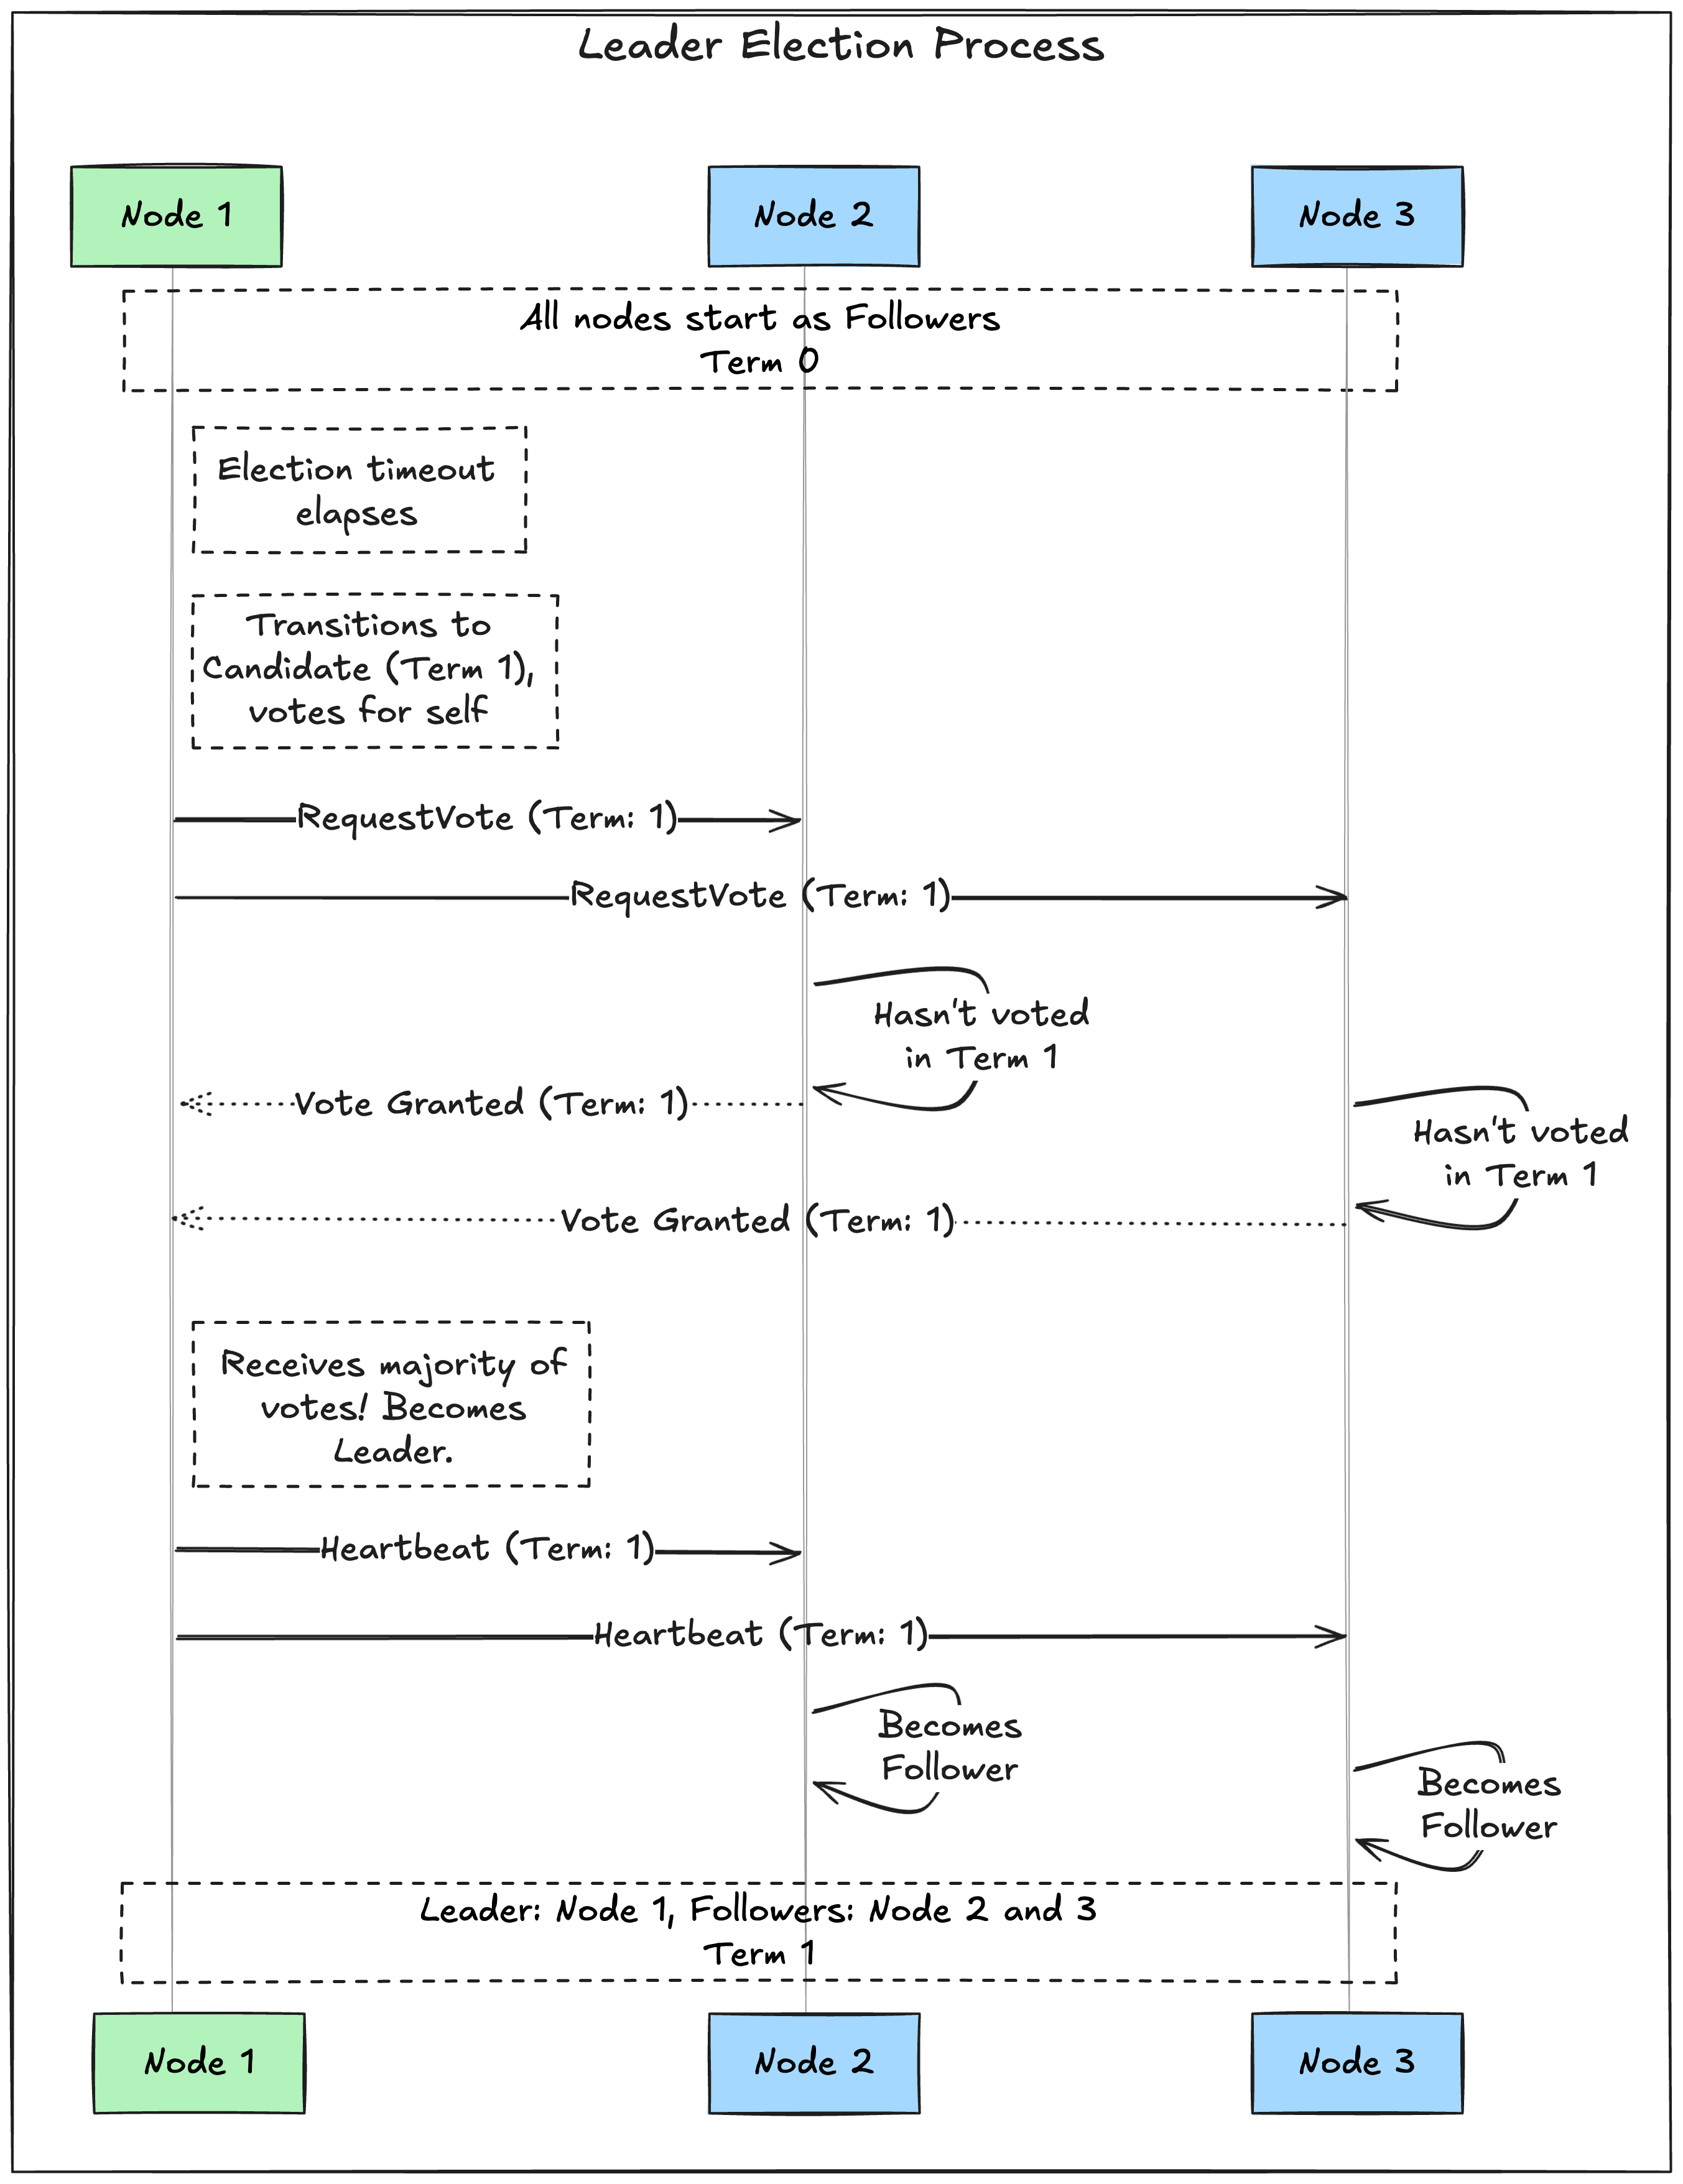 Leader Election Process
Node 1
Node 2
Node 3
All nodes start as Followers
Term 0
Election timeout
elapses
Transitions to
Candidate (Term 1),
votes for self
RequestVote (Term: 1)
RequestVote (Term: 1)
Hasn't voted
in Term 1
Vote Granted (Term: 1)
Hasn't voted
in Term 1
Vote Granted (Term: 1)
Receives majority of
votes! Becomes
Leader.
Heartbeat (Term: 1)
Heartbeat (Term: 1)
Becomes
Follower
Becomes
Follower
Leader: Node 1, Followers: Node 2 and 3
Term 1
Node 1
Node 2
Node 3